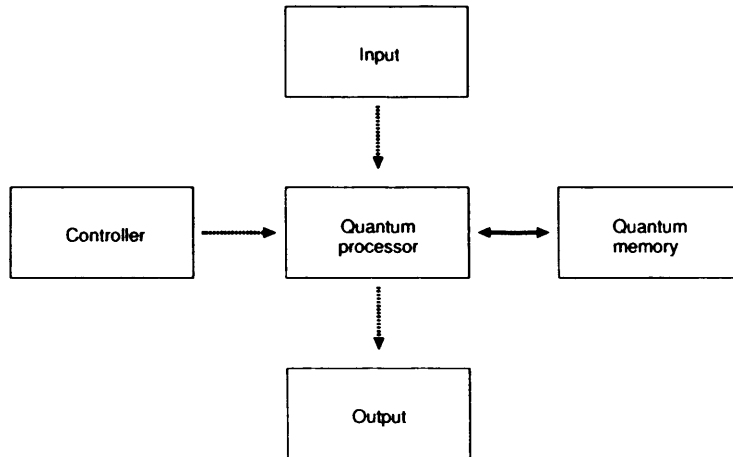 Input
Controller
Quantum
processor
Quantum
memory
Output